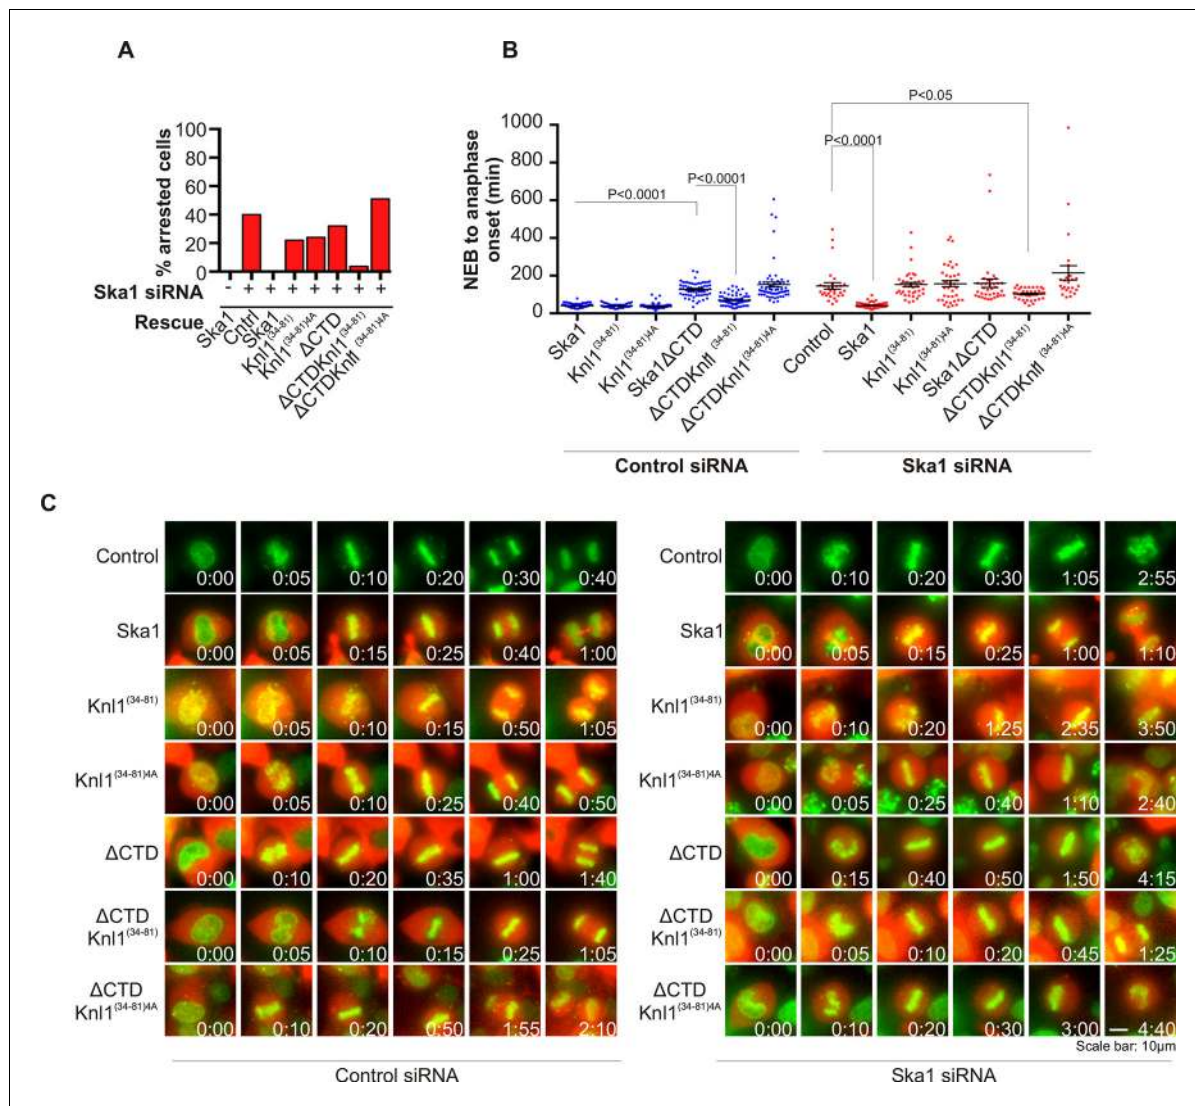 A
B
% arrested cells
100
80
60
40
20
0
Ska1 siRNA - + + + + + + +
Rescue
Ska1
Cntrl
Ska1
Knl1(34-81)
Knl1(34-81)4A
ΔCTD
ΔCTDKnl1(34-81)
ΔCTDKnl1(34-81)4A
NEB to anaphase
onset (min)
1000
800
600
400
200
0
P<0.0001
P<0.0001
P<0.0001
P<0.05
Ska1
Knl1(34-81)
Knl1(34-81)4A
Ska1ΔCTD
ΔCTDKnl1(34-81)
ΔCTDKnl1(34-81)4A
Control
Ska1
Knl1(34-81)
Knl1(34-81)4A
Ska1ΔCTD
ΔCTDKnl1(34-81)
ΔCTDKnl1(34-81)4A
Control siRNA
Ska1 siRNA
C
Control
0:00 0:05 0:10 0:20 0:30 0:40
Ska1
0:00 0:05 0:15 0:25 0:40 1:00
Knl1(34-81)
0:00 0:05 0:10 0:15 0:50 1:05
Knl1(34-81)4A
0:00 0:05 0:10 0:25 0:40 0:50
ΔCTD
0:00 0:10 0:20 0:35 1:00 1:40
ΔCTD
Knl1(34-81)
0:00 0:05 0:10 0:15 0:25 1:05
ΔCTD
Knl1(34-81)4A
0:00 0:10 0:20 0:50 1:55 2:10
Control siRNA
Control
0:00 0:10 0:20 0:30 1:05 2:55
Ska1
0:00 0:05 0:15 0:25 1:00 1:10
Knl1(34-81)
0:00 0:10 0:20 1:25 2:35 3:50
Knl1(34-81)4A
0:00 0:05 0:25 0:40 1:10 2:40
ΔCTD
0:00 0:15 0:40 0:50 1:50 4:15
ΔCTD
Knl1(34-81)
0:00 0:05 0:10 0:20 0:45 1:25
ΔCTD
Knl1(34-81)4A
0:00 0:10 0:20 0:30 3:00 4:40
Scale bar: 10µm
Ska1 siRNA